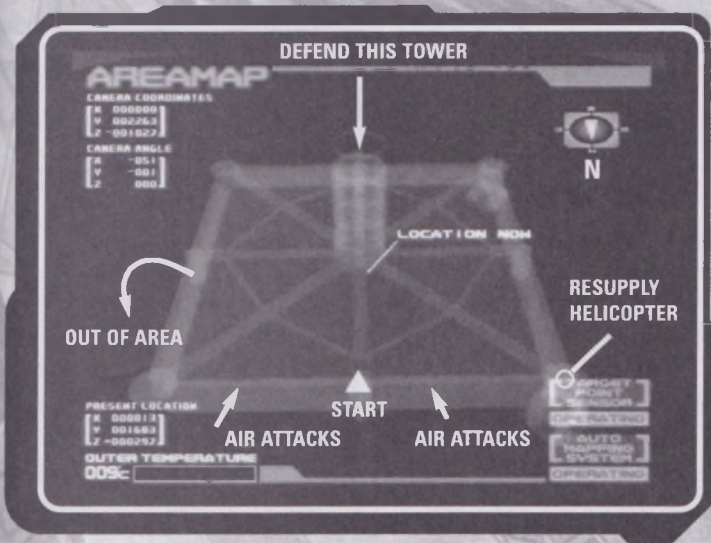 DEFEND THIS TOWER
AREAMAP
CAMERA COORDINATES
X 000000
Y 002263
Z -001027
CAMERA ANGLE
X -051
Y -001
Z 000
N
LOCATION NOW
RESUPPLY
HELICOPTER
OUT OF AREA
TARGET
POINT
SENSOR
OPERATING
START
PRESENT LOCATION
X 000013
Y 001603
Z -000297
AIR ATTACKS
AIR ATTACKS
AUTO
MAPPING
SYSTEM
OPERATING
OUTER TEMPERATURE
009c